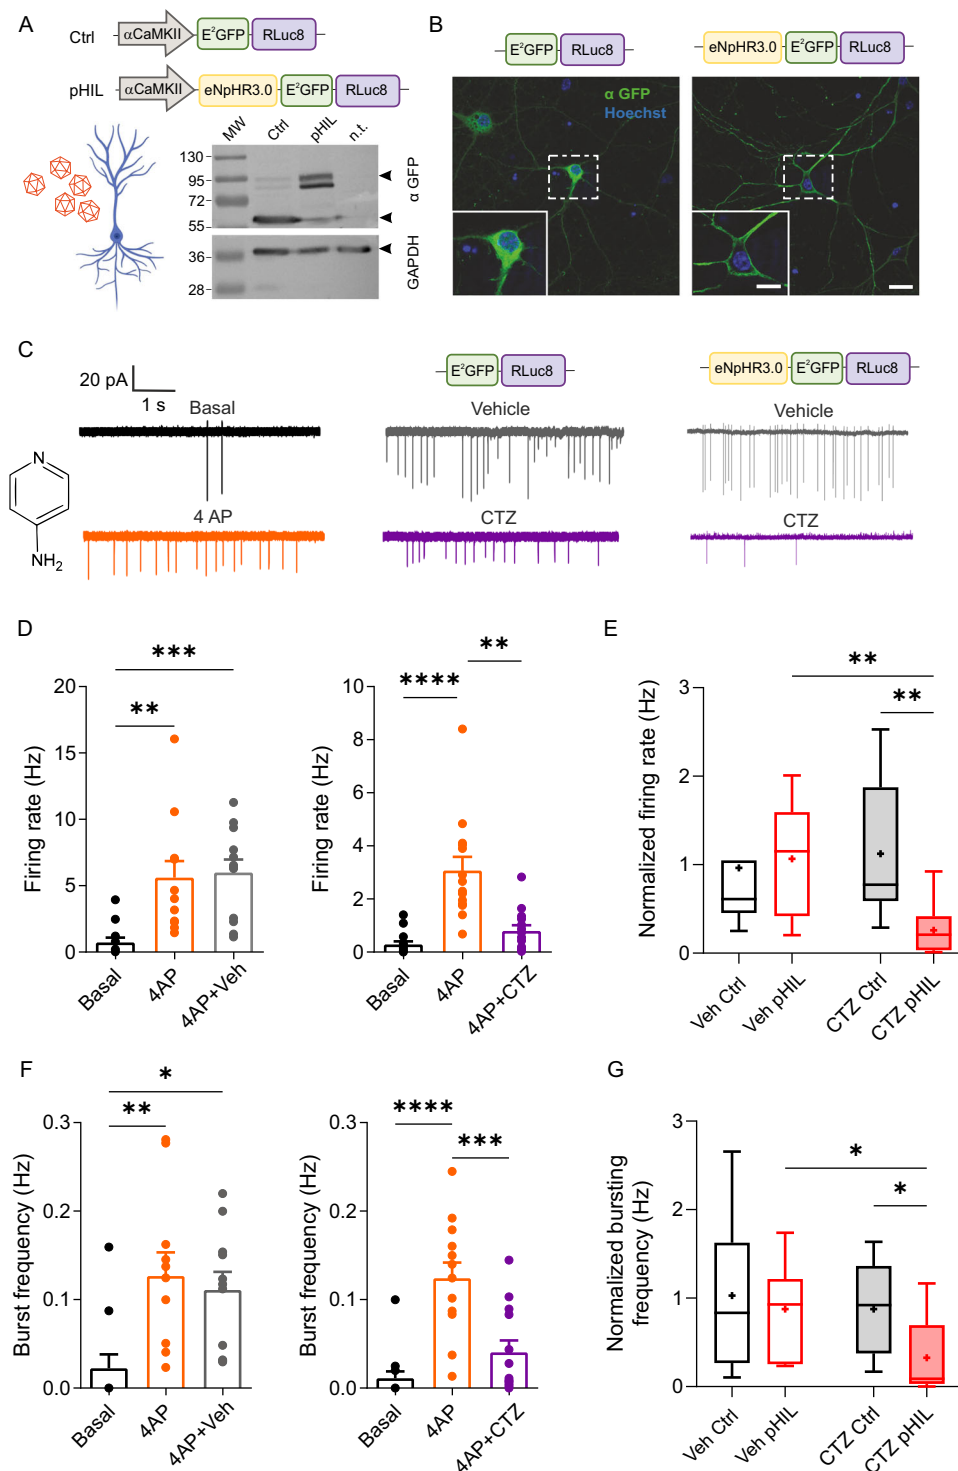 A
Ctrl
αCaMKII
E²GFP
RLuc8
pHIL
αCaMKII
eNpHR3.0
E²GFP
RLuc8
MW
Ctrl
pHIL
n.t.
130
95
72
55
α GFP
36
28
GAPDH
B
E²GFP
RLuc8
eNpHR3.0
E²GFP
RLuc8
α GFP
Hoechst
C
20 pA
1 s
Basal
4 AP
N
NH₂
E²GFP
RLuc8
Vehicle
CTZ
eNpHR3.0
E²GFP
RLuc8
Vehicle
CTZ
D
Firing rate (Hz)
20
15
10
5
0
***
**
Basal
4AP
4AP+Veh
Firing rate (Hz)
10
8
6
4
2
0
**
****
Basal
4AP
4AP+CTZ
E
Normalized firing rate (Hz)
3
2
1
0
**
**
Veh Ctrl
Veh pHIL
CTZ Ctrl
CTZ pHIL
F
Burst frequency (Hz)
0.3
0.2
0.1
0.0
*
**
Basal
4AP
4AP+Veh
Burst frequency (Hz)
0.3
0.2
0.1
0.0
****
***
Basal
4AP
4AP+CTZ
G
Normalized bursting
frequency (Hz)
3
2
1
0
*
*
Veh Ctrl
Veh pHIL
CTZ Ctrl
CTZ pHIL